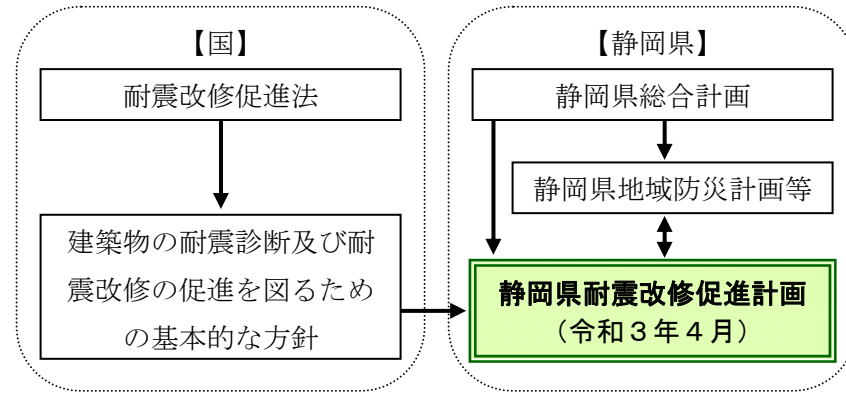 【国】
耐震改修促進法
建築物の耐震診断及び耐
震改修の促進を図るため
の基本的な方針
【静岡県】
静岡県総合計画
静岡県地域防災計画等
静岡県耐震改修促進計画
（令和３年４月）